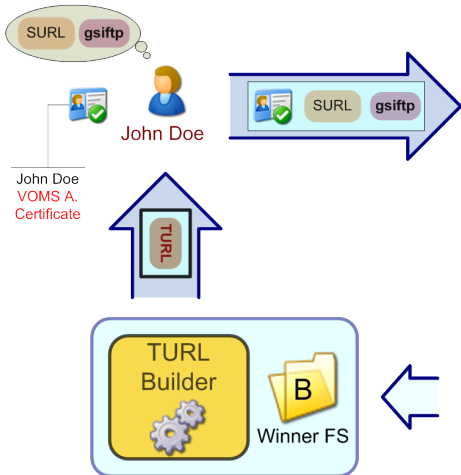 SURL gsiftp
John Doe
SURL gsiftp
John Doe
VOMS A.
Certificate
TURL
TURL
Builder
B
Winner FS